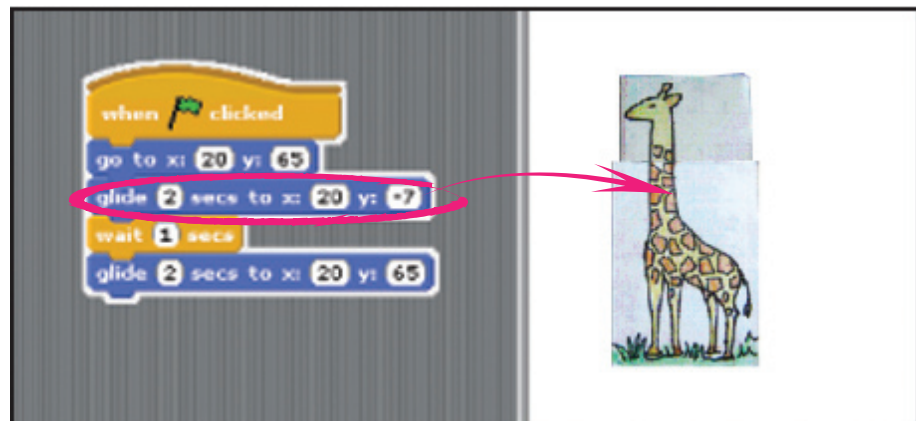 when clicked
go to x: 20 y: 65
glide 2 secs to x: 20 y: -7
wait 1 secs
glide 2 secs to x: 20 y: 65